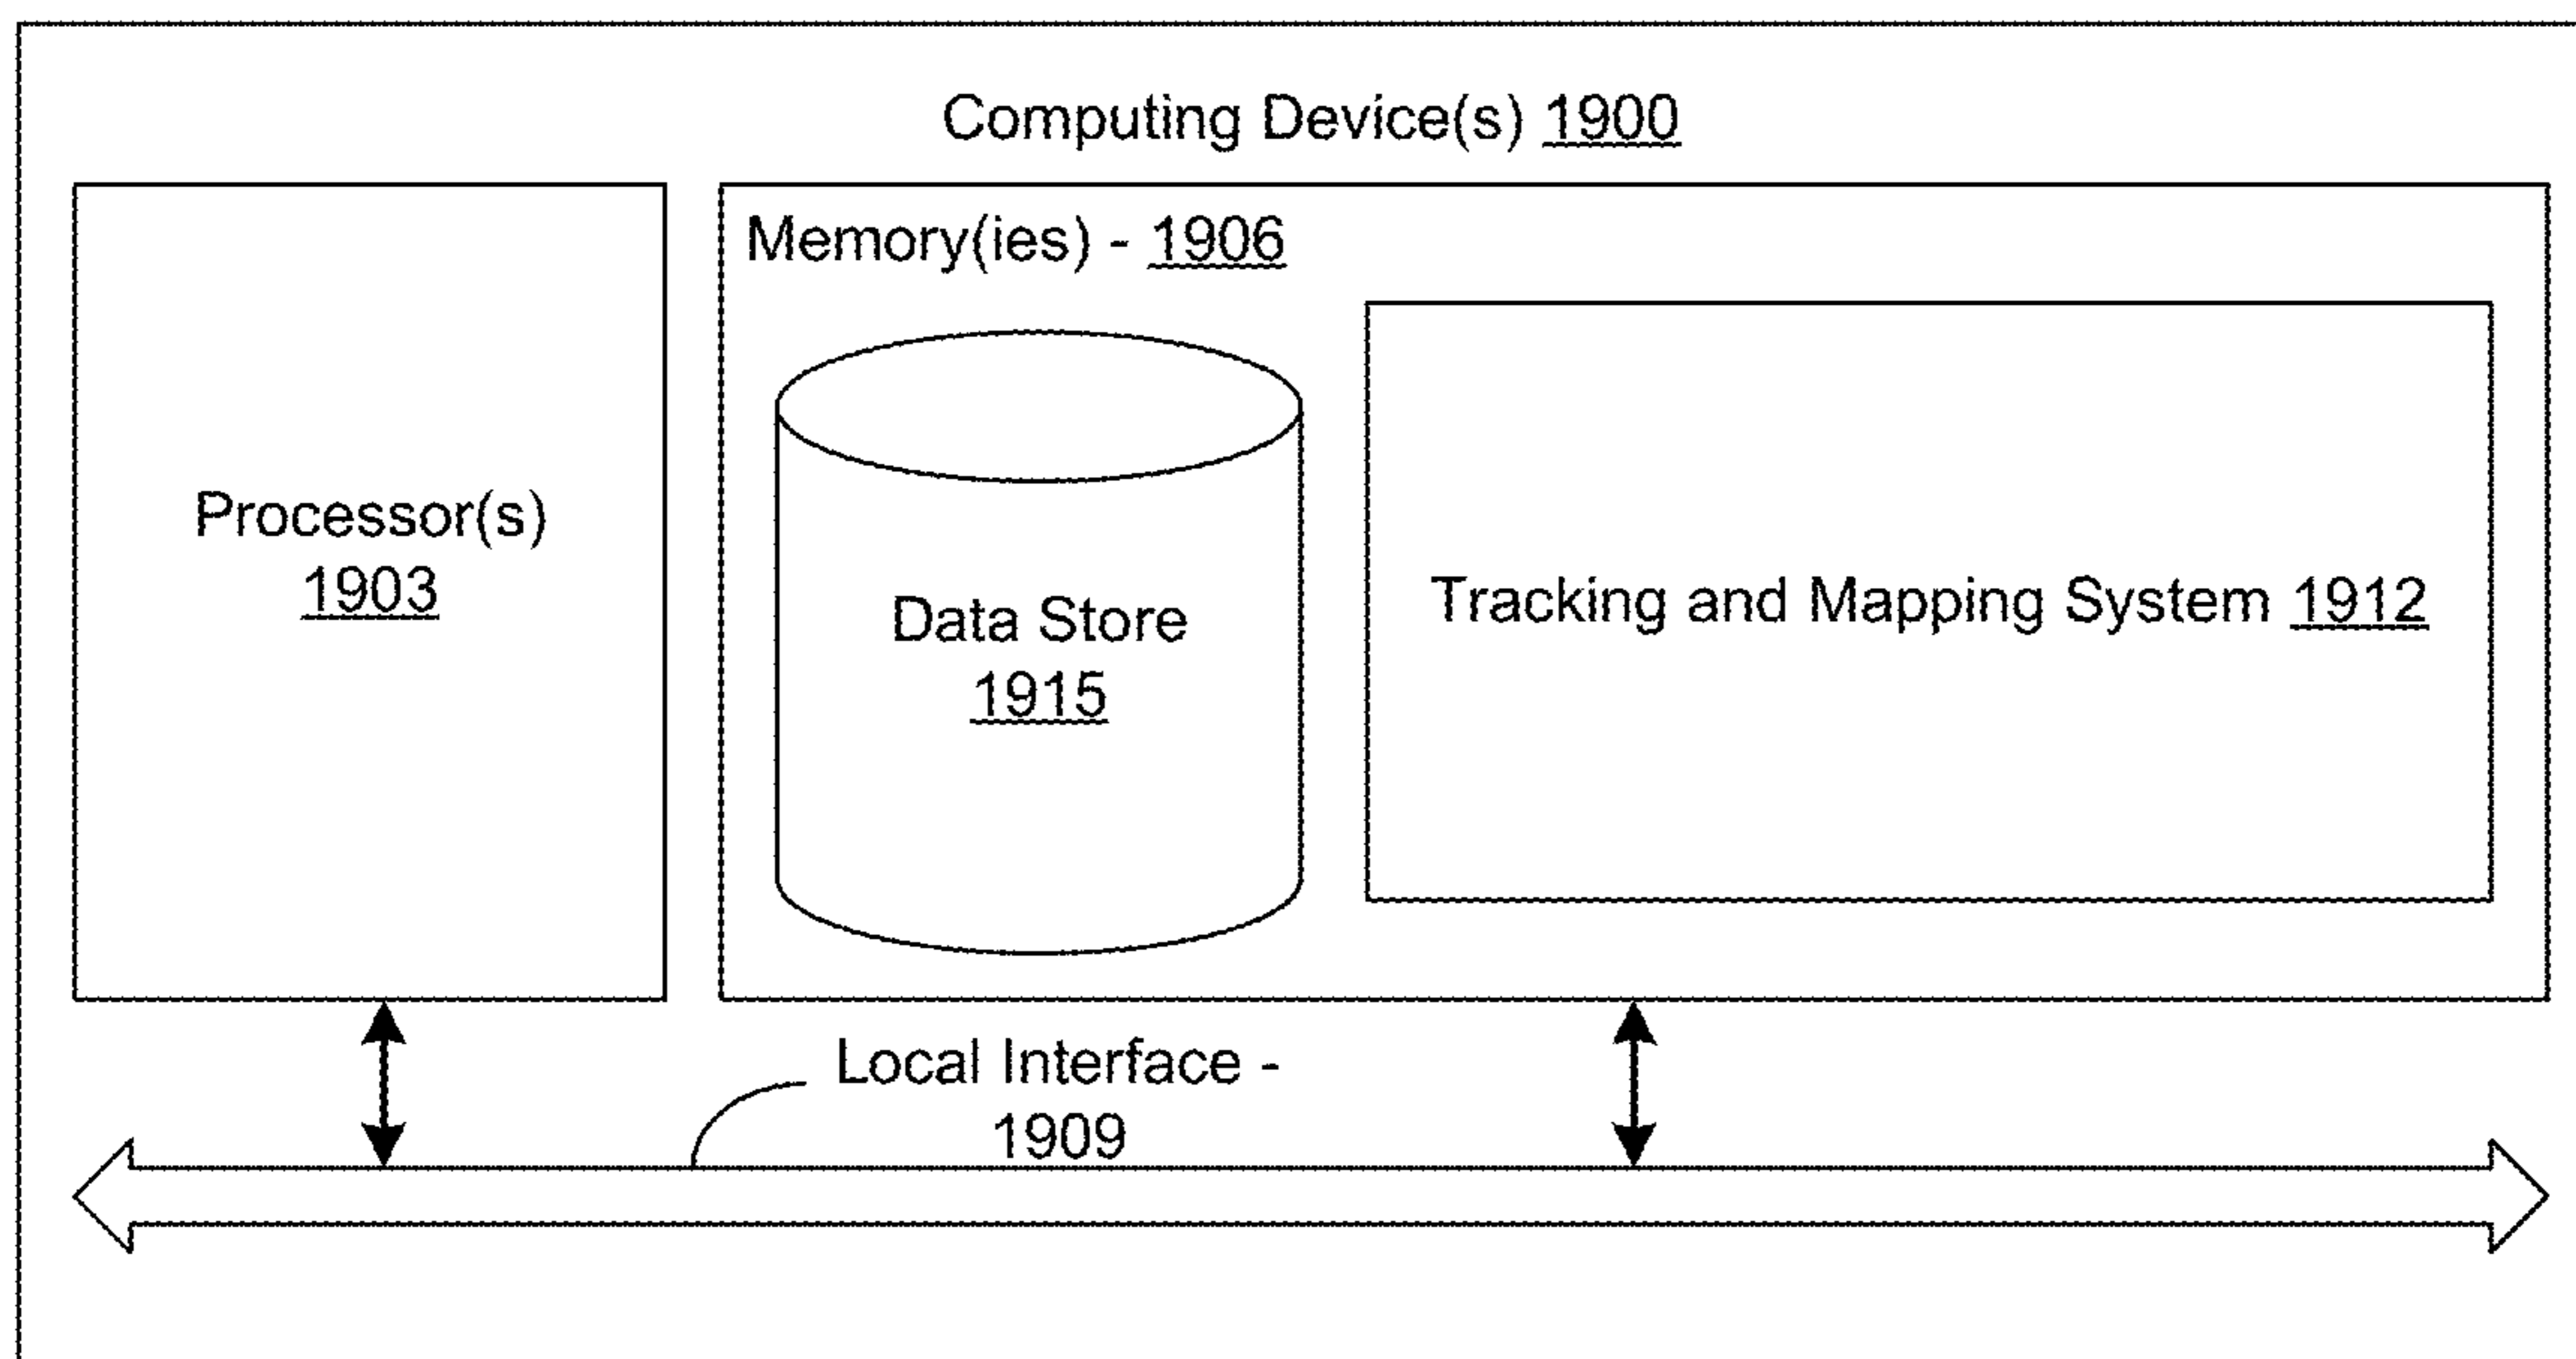 Computing Device(s) 1900
Memory(ies) - 1906
Processor(s)
1903
Data Store
1915
Tracking and Mapping System 1912
Local Interface -
1909